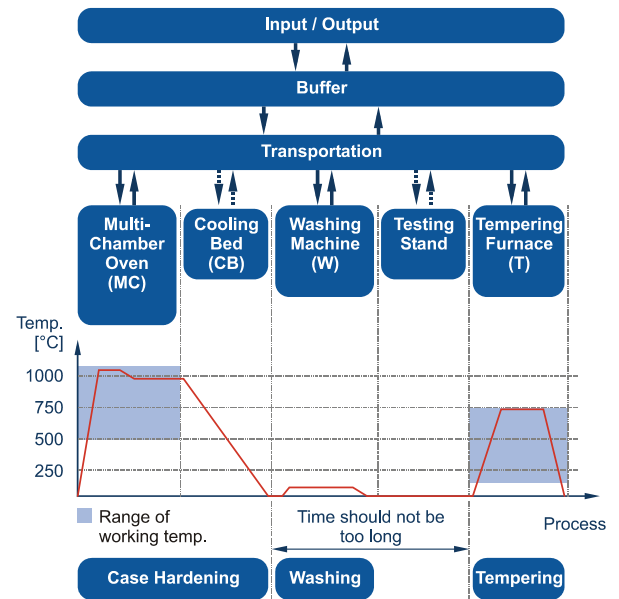 Input / Output
Buffer
Transportation
Multi-
Chamber
Oven
(MC)
Cooling
Bed
(CB)
Washing
Machine
(W)
Testing
Stand
Tempering
Furnace
(T)
Temp.
[°C]
1000
750
500
250
Range of
working temp.
Time should not be
too long
Process
Case Hardening
Washing
Tempering